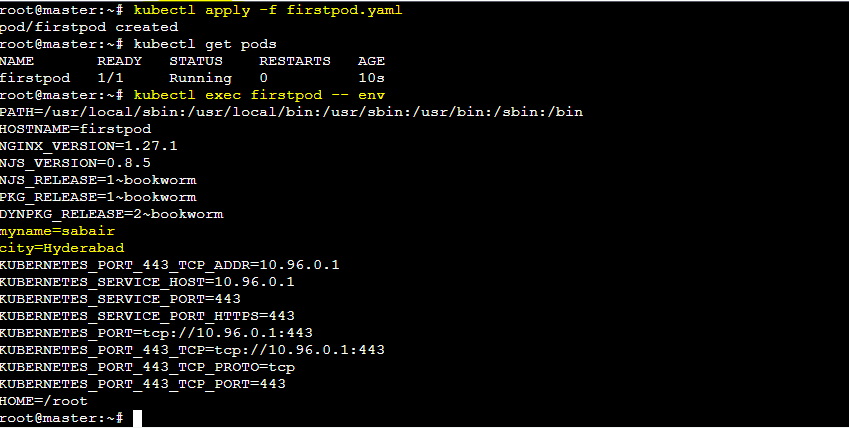 root@master:~# kubectl apply -f firstpod.yaml
pod/firstpod created
root@master:~# kubectl get pods
NAME       READY   STATUS    RESTARTS   AGE
firstpod   1/1     Running   0          10s
root@master:~# kubectl exec firstpod -- env
PATH=/usr/local/sbin:/usr/local/bin:/usr/sbin:/usr/bin:/sbin:/bin
HOSTNAME=firstpod
NGINX_VERSION=1.27.1
NJS_VERSION=0.8.5
NJS_RELEASE=1~bookworm
PKG_RELEASE=1~bookworm
DYNPKG_RELEASE=2~bookworm
myname=sabair
city=Hyderabad
KUBERNETES_PORT_443_TCP_ADDR=10.96.0.1
KUBERNETES_SERVICE_HOST=10.96.0.1
KUBERNETES_SERVICE_PORT=443
KUBERNETES_SERVICE_PORT_HTTPS=443
KUBERNETES_PORT=tcp://10.96.0.1:443
KUBERNETES_PORT_443_TCP=tcp://10.96.0.1:443
KUBERNETES_PORT_443_TCP_PROTO=tcp
KUBERNETES_PORT_443_TCP_PORT=443
HOME=/root
root@master:~#